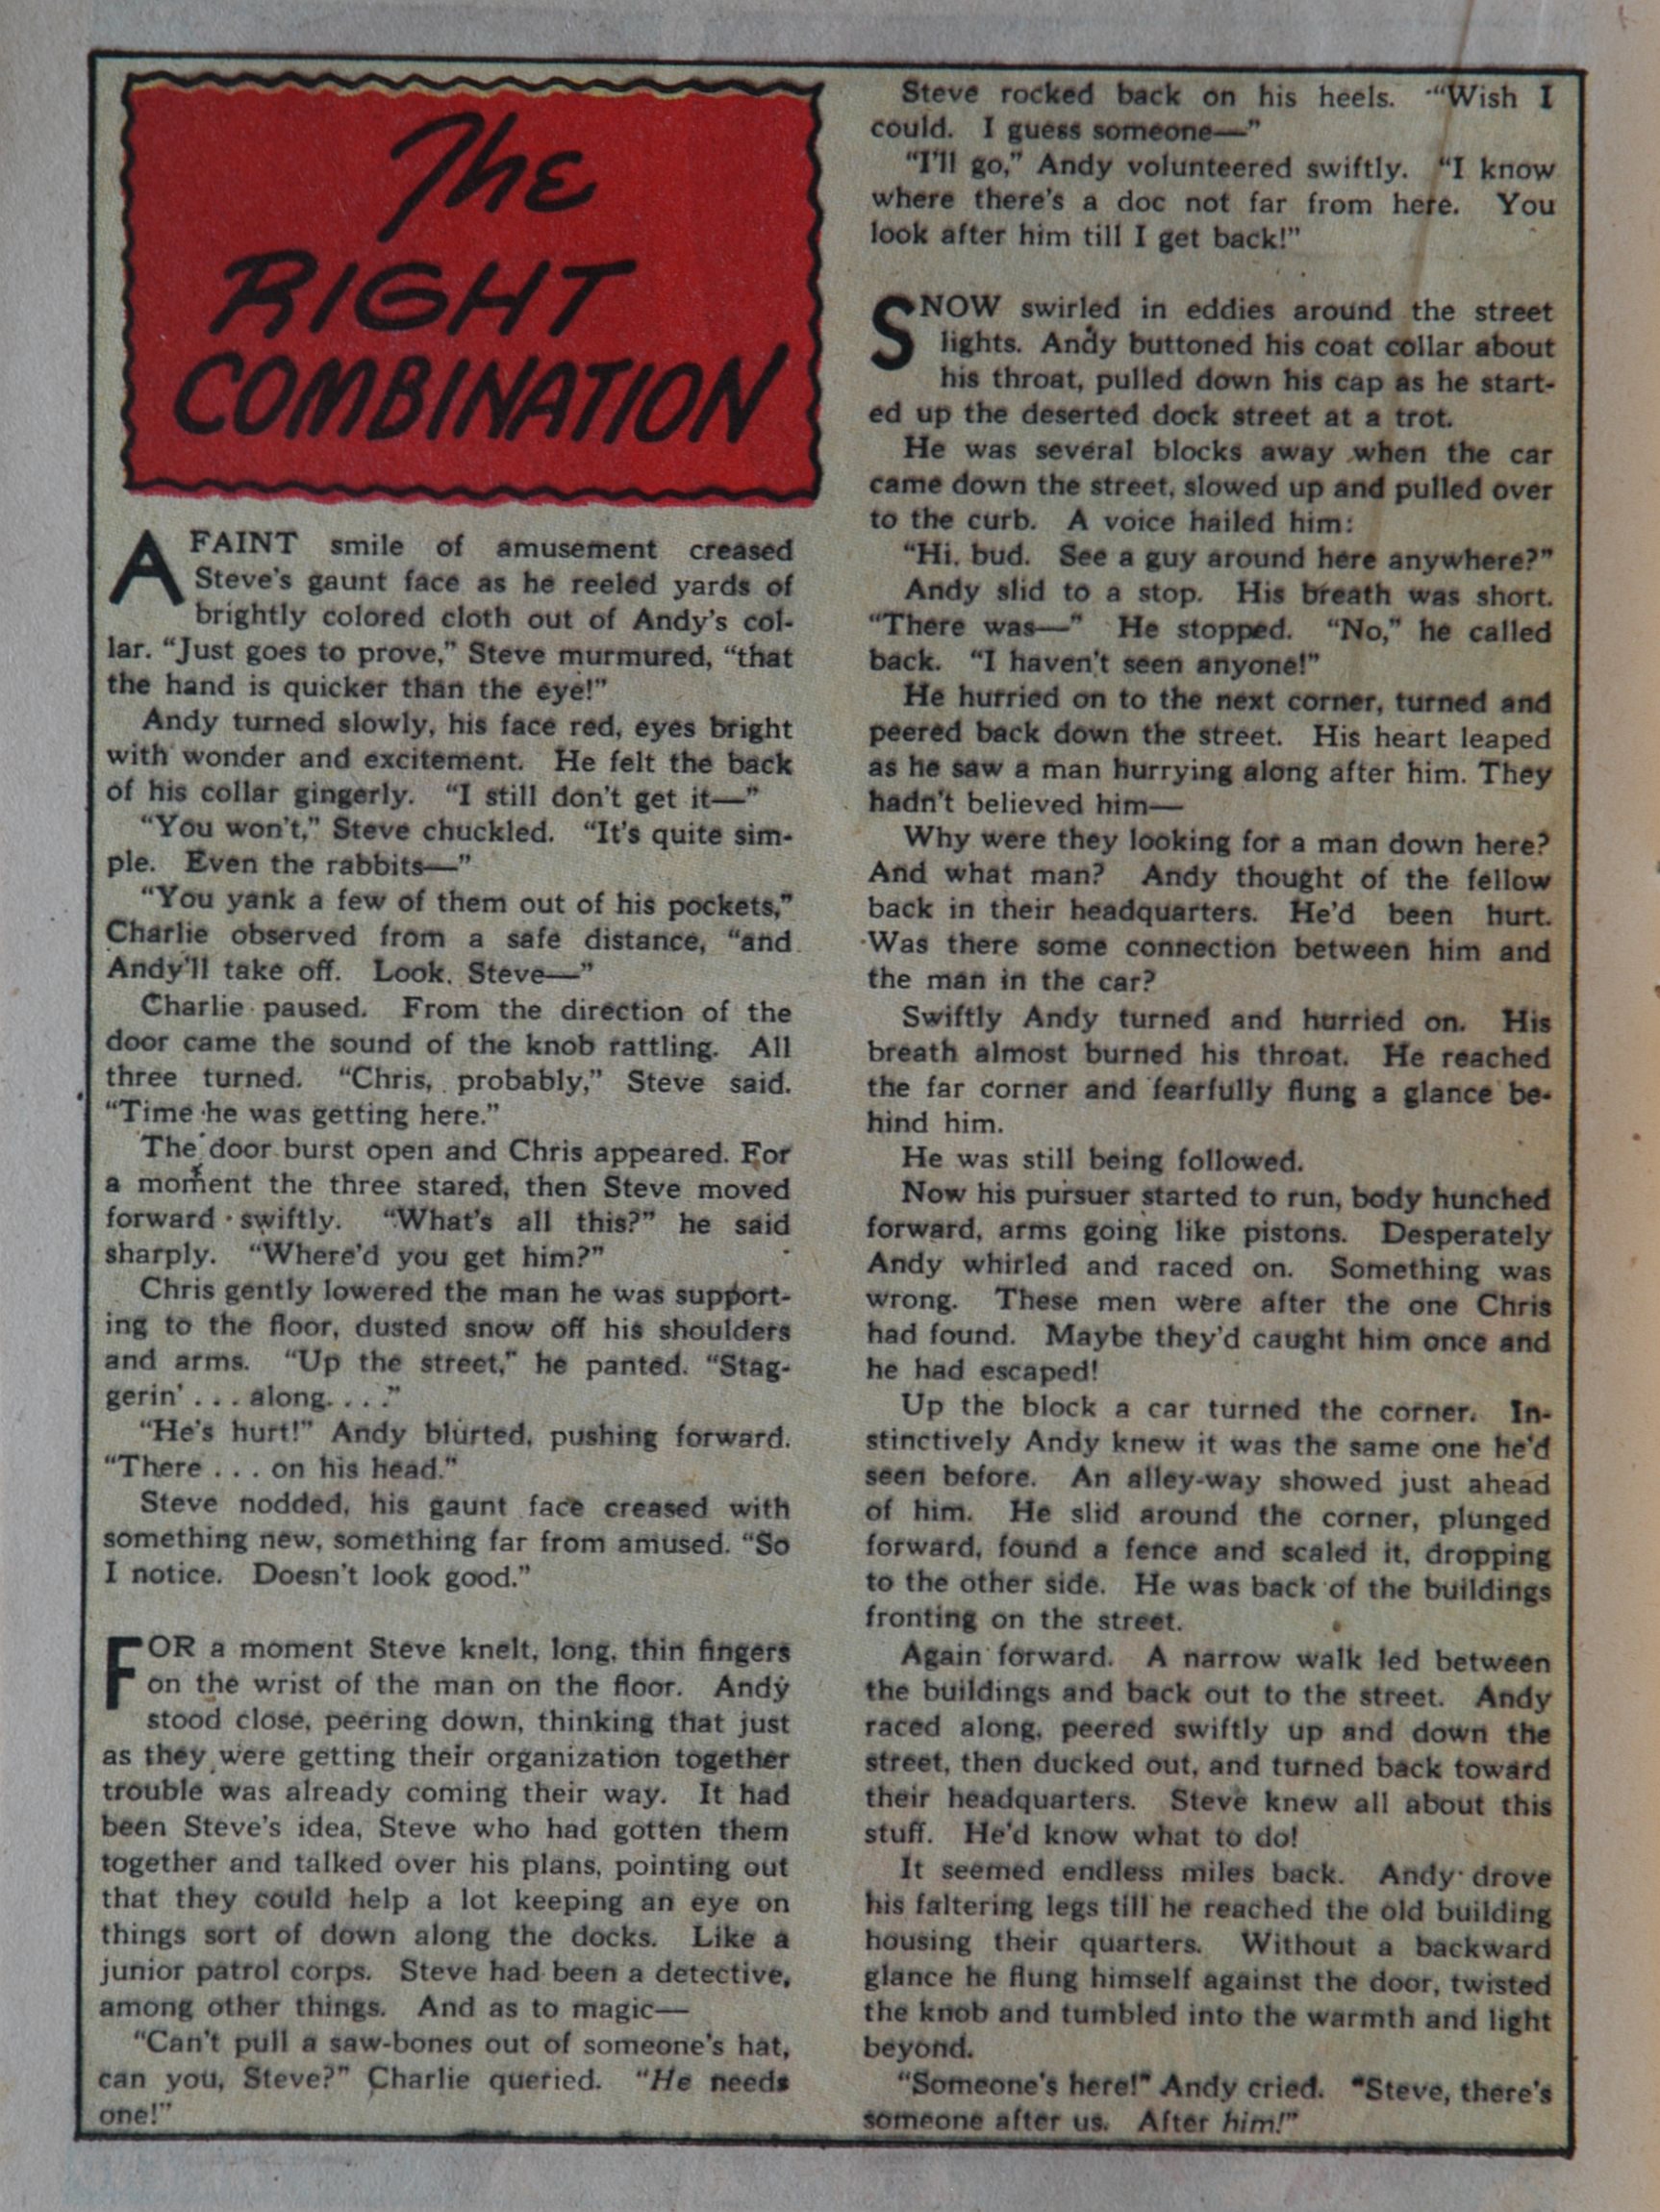 The
RIGHT
COMBINATION
A FAINT smile of amusement creased
Steve's gaunt face as he reeled yards of
brightly colored cloth out of Andy's col-
lar. “Just goes to prove,” Steve murmured, “that
the hand is quicker than the eye!”
Andy turned slowly, his face red, eyes bright
with wonder and excitement. He felt the back
of his collar gingerly. “I still don't get it—”
“You won't,” Steve chuckled. “It's quite sim-
ple. Even the rabbits—”
“You yank a few of them out of his pockets,”
Charlie observed from a safe distance, “and
Andy'll take off. Look, Steve—”
Charlie paused. From the direction of the
door came the sound of the knob rattling. All
three turned. “Chris, probably,” Steve said.
“Time he was getting here.”
The door burst open and Chris appeared. For
a moment the three stared, then Steve moved
forward swiftly. “What's all this?” he said
sharply. “Where'd you get him?”
Chris gently lowered the man he was support-
ing to the floor, dusted snow off his shoulders
and arms. “Up the street,” he panted. “Stag-
gerin' . . . along. . . .”
“He's hurt!” Andy blurted, pushing forward.
“There . . . on his head.”
Steve nodded, his gaunt face creased with
something new, something far from amused. “So
I notice. Doesn't look good.”
FOR a moment Steve knelt, long, thin fingers
on the wrist of the man on the floor. Andy
stood close, peering down, thinking that just
as they were getting their organization together
trouble was already coming their way. It had
been Steve's idea, Steve who had gotten them
together and talked over his plans, pointing out
that they could help a lot keeping an eye on
things sort of down along the docks. Like a
junior patrol corps. Steve had been a detective,
among other things. And as to magic—
“Can't pull a saw-bones out of someone's hat,
can you, Steve?” Charlie queried. “He needs
one!”
Steve rocked back on his heels. “Wish I
could. I guess someone—”
“I'll go,” Andy volunteered swiftly. “I know
where there's a doc not far from here. You
look after him till I get back!”
SNOW swirled in eddies around the street
lights. Andy buttoned his coat collar about
his throat, pulled down his cap as he start-
ed up the deserted dock street at a trot.
He was several blocks away when the car
came down the street, slowed up and pulled over
to the curb. A voice hailed him:
“Hi, bud. See a guy around here anywhere?”
Andy slid to a stop. His breath was short.
“There was—” He stopped. “No,” he called
back. “I haven't seen anyone!”
He hurried on to the next corner, turned and
peered back down the street. His heart leaped
as he saw a man hurrying along after him. They
hadn't believed him—
Why were they looking for a man down here?
And what man? Andy thought of the fellow
back in their headquarters. He'd been hurt.
Was there some connection between him and
the man in the car?
Swiftly Andy turned and hurried on. His
breath almost burned his throat. He reached
the far corner and fearfully flung a glance be-
hind him.
He was still being followed.
Now his pursuer started to run, body hunched
forward, arms going like pistons. Desperately
Andy whirled and raced on. Something was
wrong. These men were after the one Chris
had found. Maybe they'd caught him once and
he had escaped!
Up the block a car turned the corner. In-
stinctively Andy knew it was the same one he'd
seen before. An alley-way showed just ahead
of him. He slid around the corner, plunged
forward, found a fence and scaled it, dropping
to the other side. He was back of the buildings
fronting on the street.
Again forward. A narrow walk led between
the buildings and back out to the street. Andy
raced along, peered swiftly up and down the
street, then ducked out, and turned back toward
their headquarters. Steve knew all about this
stuff. He'd know what to do!
It seemed endless miles back. Andy drove
his faltering legs till he reached the old building
housing their quarters. Without a backward
glance he flung himself against the door, twisted
the knob and tumbled into the warmth and light
beyond.
“Someone's here!” Andy cried. “Steve, there's
someone after us. After him!”